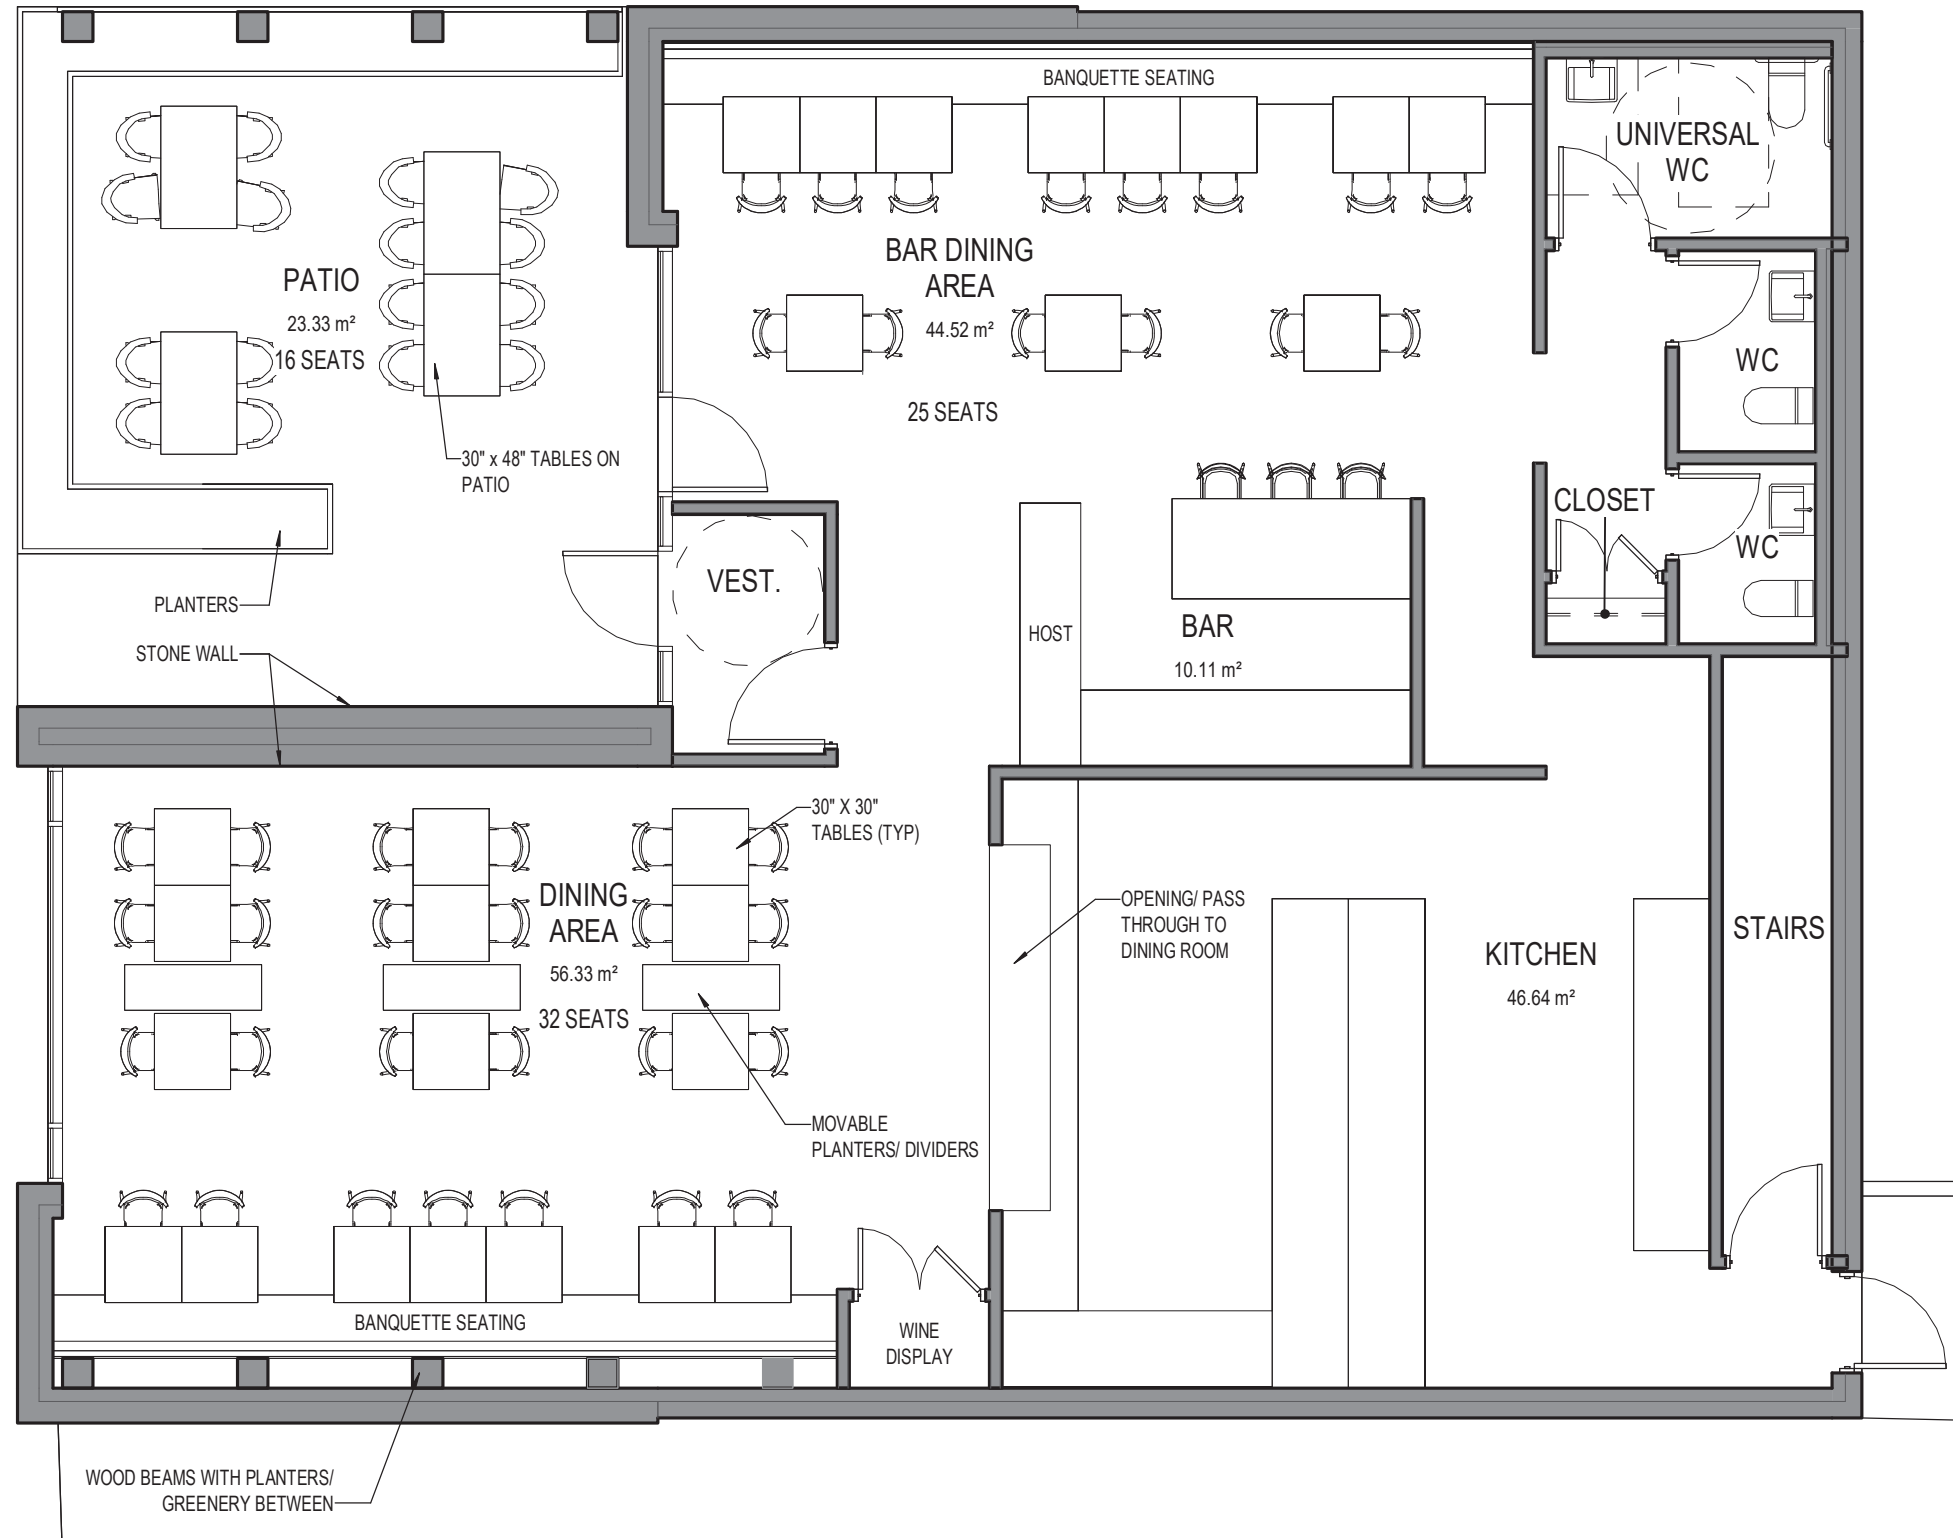 BANQUETTE SEATING
UNIVERSAL
WC
PATIO
23.33 m²
16 SEATS
BAR DINING
AREA
44.52 m²
25 SEATS
WC
30" x 48" TABLES ON
PATIO
CLOSET
WC
VEST.
PLANTERS
STONE WALL
HOST
BAR
10.11 m²
30" X 30"
TABLES (TYP)
DINING
AREA
56.33 m²
32 SEATS
OPENING/ PASS
THROUGH TO
DINING ROOM
KITCHEN
46.64 m²
STAIRS
MOVABLE
PLANTERS/ DIVIDERS
BANQUETTE SEATING
WINE
DISPLAY
WOOD BEAMS WITH PLANTERS/
GREENERY BETWEEN